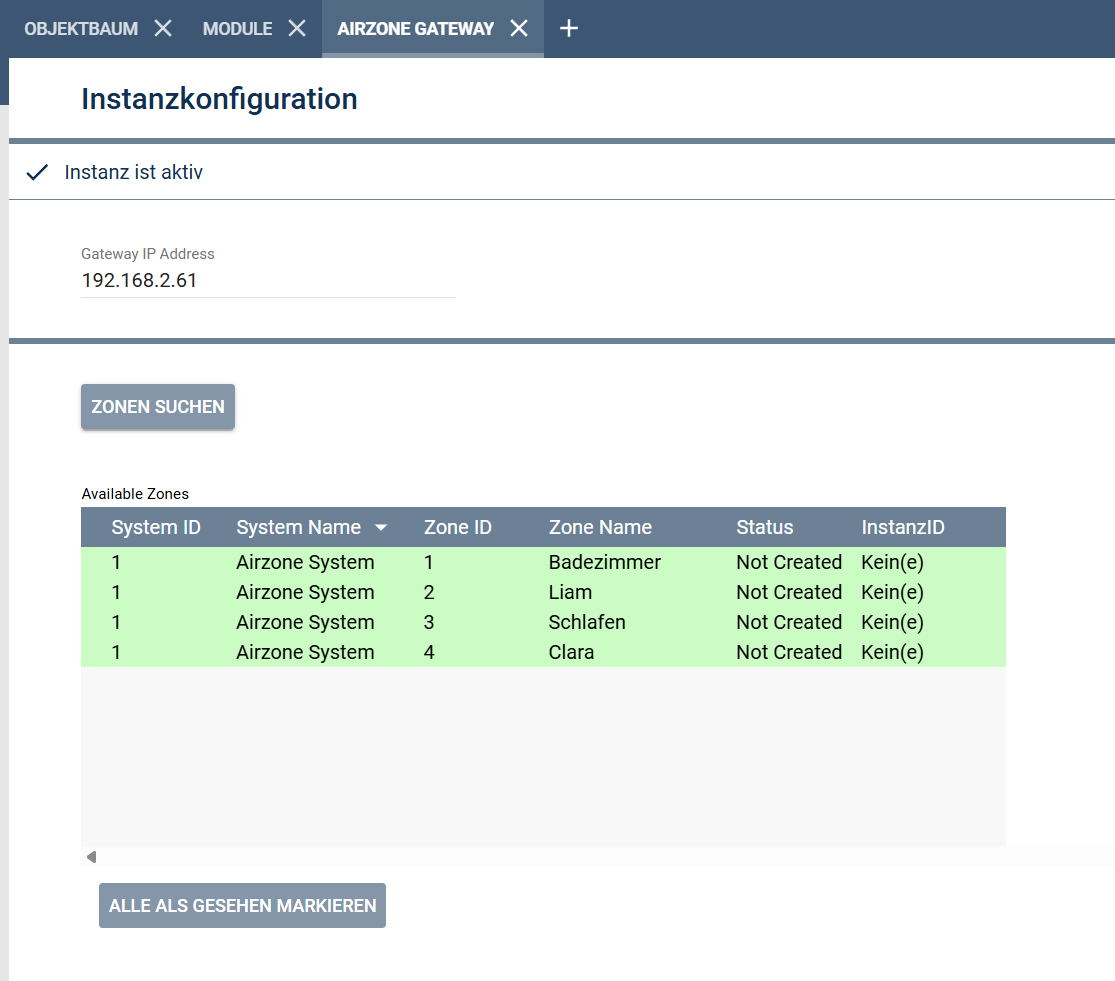 OBJEKTBAUM MODULE AIRZONE GATEWAY
Instanzkonfiguration
Instanz ist aktiv
Gateway IP Address
192.168.2.61
ZONEN SUCHEN
Available Zones
System ID System Name Zone ID Zone Name Status InstanzID
1 Airzone System 1 Badezimmer Not Created Kein(e)
1 Airzone System 2 Liam Not Created Kein(e)
1 Airzone System 3 Schlafen Not Created Kein(e)
1 Airzone System 4 Clara Not Created Kein(e)
ALLE ALS GESEHEN MARKIEREN